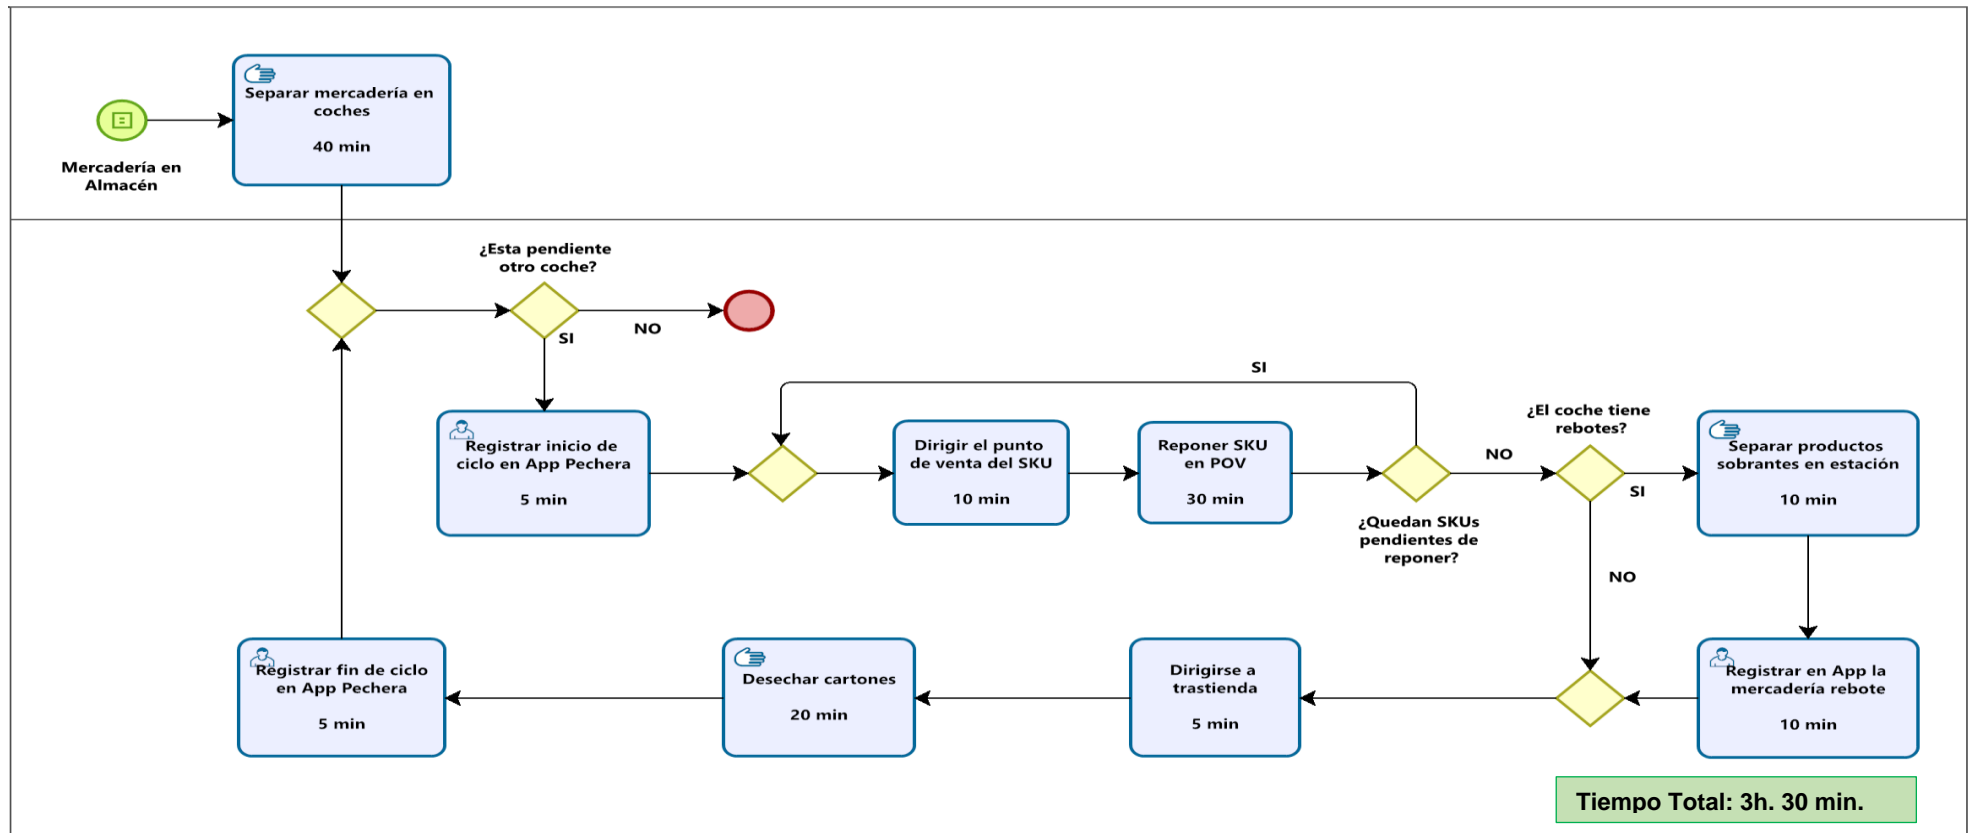 Separar mercadería en
coches
40 min
Mercadería en
Almacén
¿Esta pendiente
otro coche?
SI
NO
SI
Registrar inicio de
ciclo en App Pechera
5 min
Dirigir el punto
de venta del SKU
10 min
Reponer SKU
en POV
30 min
¿Quedan SKUs
pendientes de
reponer?
NO
¿El coche tiene
rebotes?
SI
NO
Separar productos
sobrantes en estación
10 min
Registrar fin de ciclo
en App Pechera
5 min
Desechar cartones
20 min
Dirigirse a
trastienda
5 min
Registrar en App la
mercadería rebote
10 min
Tiempo Total: 3h. 30 min.